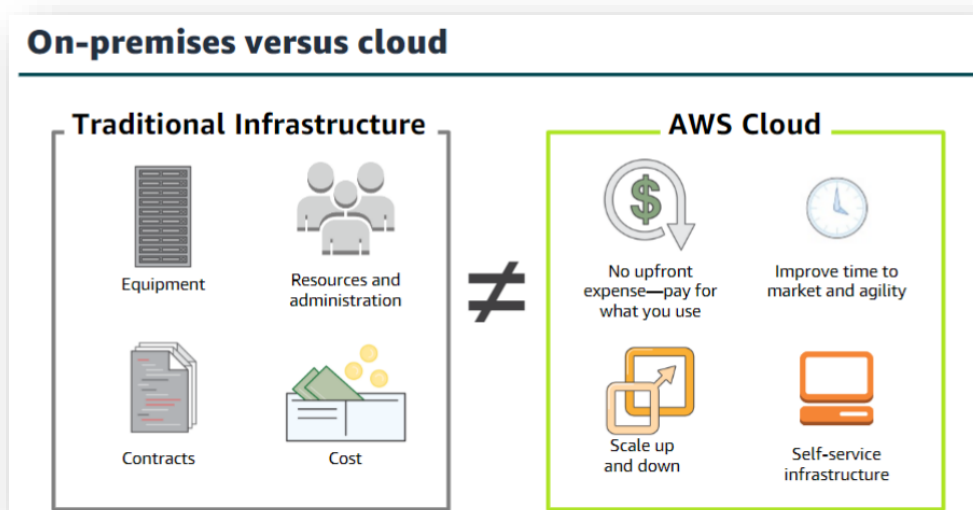 On-premises versus cloud
Traditional Infrastructure
Equipment
Resources and
administration
Contracts
Cost
≠
AWS Cloud
$
No upfront
expense—pay for
what you use
Improve time to
market and agility
Scale up
and down
Self-service
infrastructure